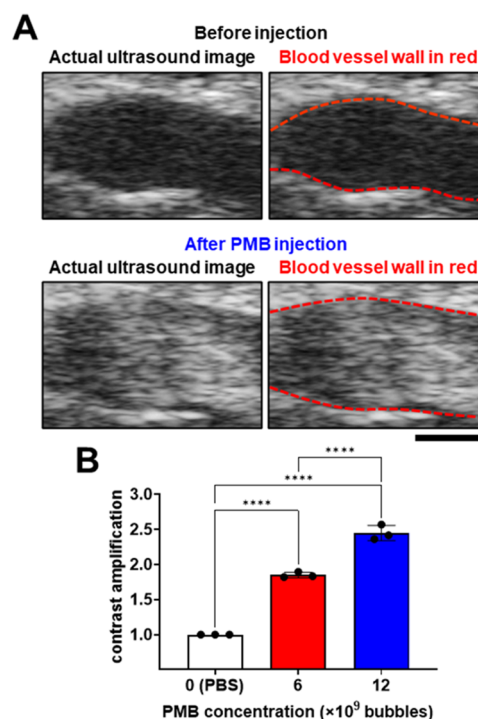 A
Before injection
Actual ultrasound image Blood vessel wall in red
After PMB injection
Actual ultrasound image Blood vessel wall in red
B
****
****
****
contrast amplification
3.0
2.5
2.0
1.5
1.0
0 (PBS) 6 12
PMB concentration (×10⁹ bubbles)